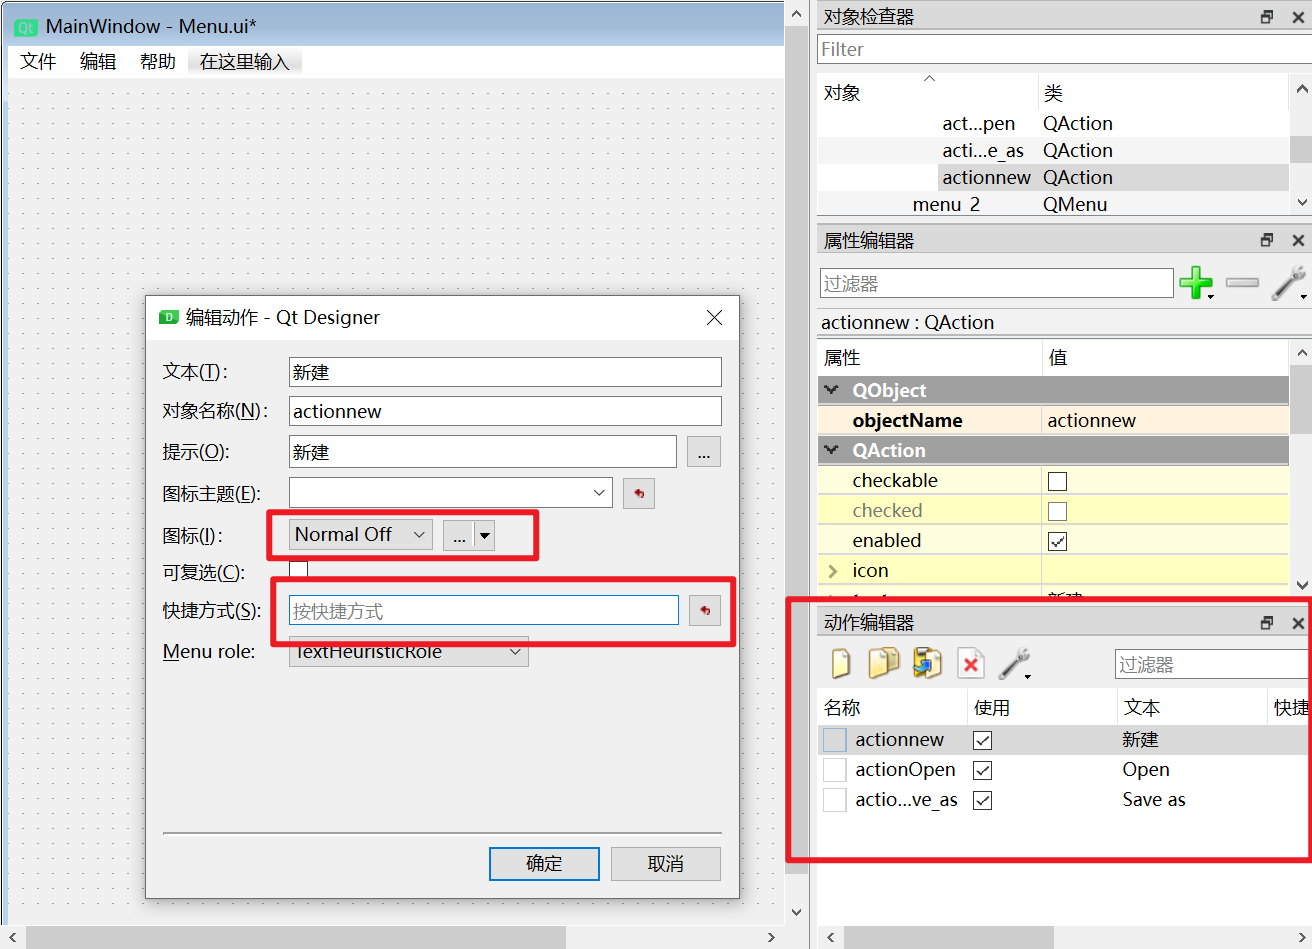 Qt MainWindow - Menu.ui*
文件 编辑 帮助 在这里输入
D 编辑动作 - Qt Designer
文本(T): 新建
对象名称(N): actionnew
提示(O): 新建 ...
图标主题(E):
图标(I): Normal Off ...
可复选(C):
快捷方式(S): 按快捷方式
Menu role: TextHeuristicRole
确定 取消
对象检查器
Filter
对象 类
act...pen QAction
acti...e_as QAction
actionnew QAction
menu_2 QMenu
属性编辑器
过滤器
actionnew : QAction
属性 值
QObject
objectName actionnew
QAction
checkable
checked
enabled
icon
动作编辑器
过滤器
名称 使用 文本 快捷
actionnew 新建
actionOpen Open
actio...ve_as Save as